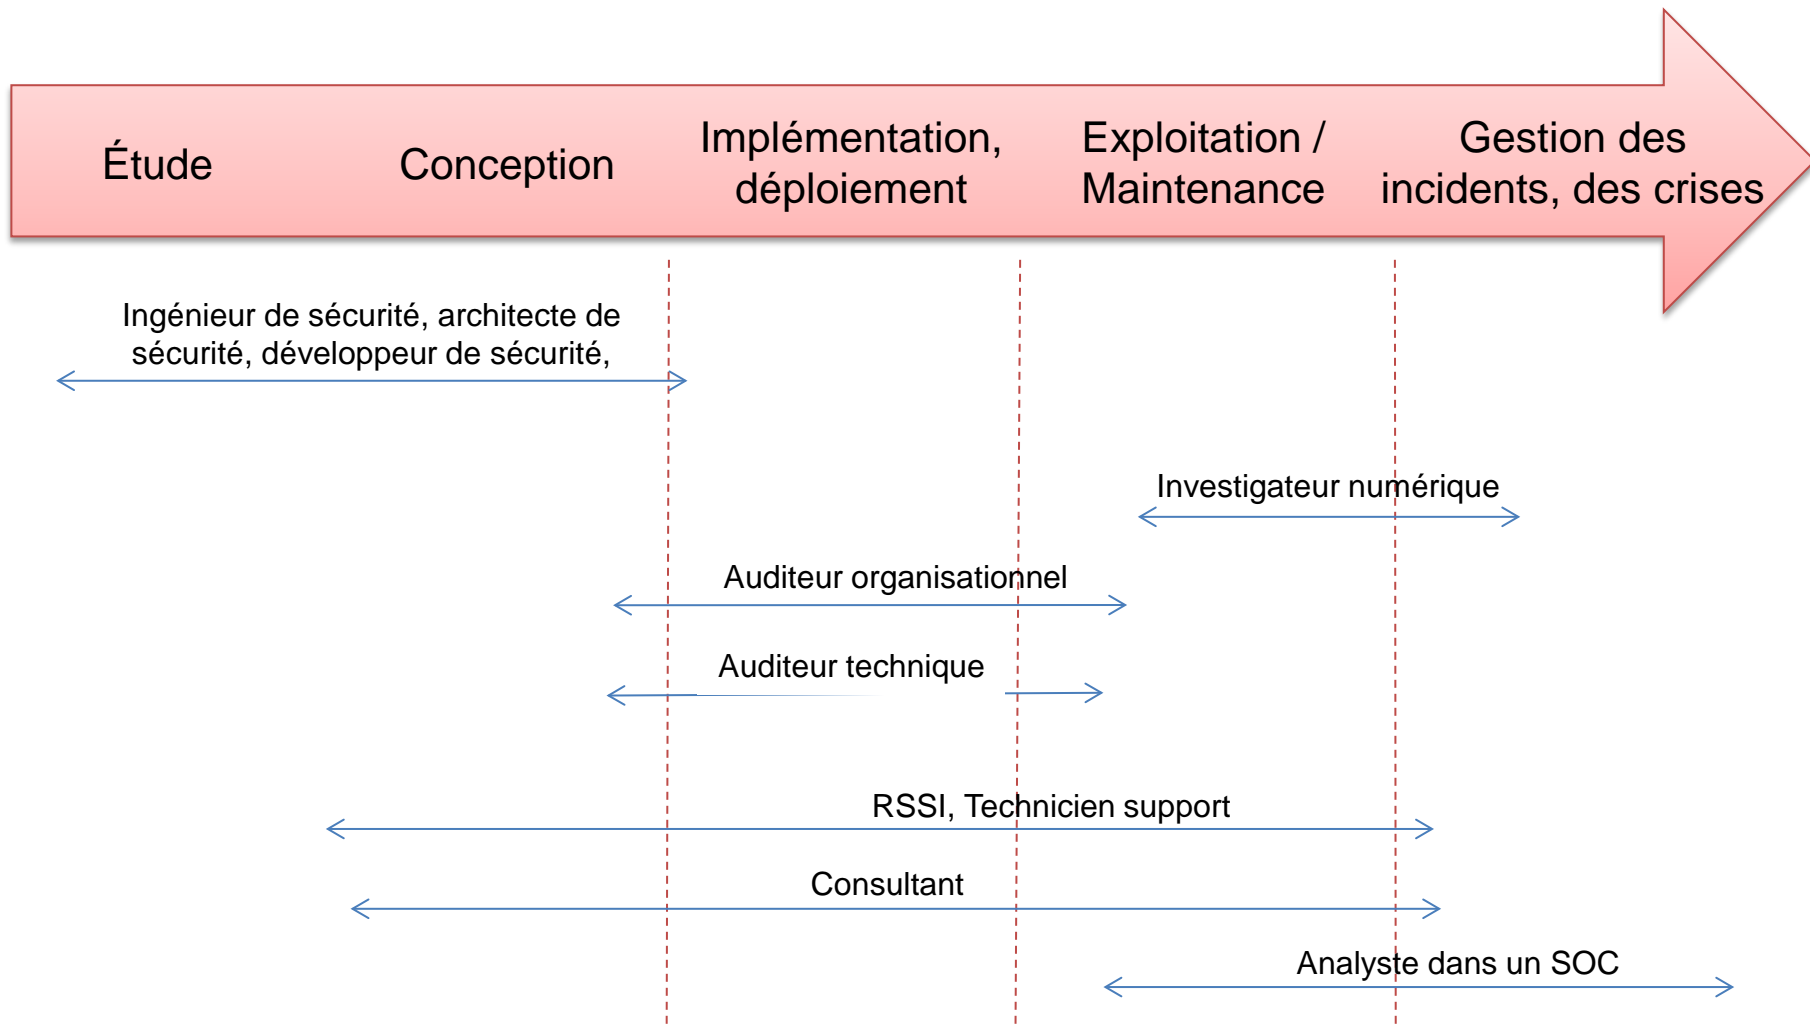 Étude
Conception
Implémentation,
déploiement
Exploitation /
Maintenance
Gestion des
incidents, des crises
Ingénieur de sécurité, architecte de
sécurité, développeur de sécurité,
Investigateur numérique
Auditeur organisationnel
Auditeur technique
RSSI, Technicien support
Consultant
Analyste dans un SOC